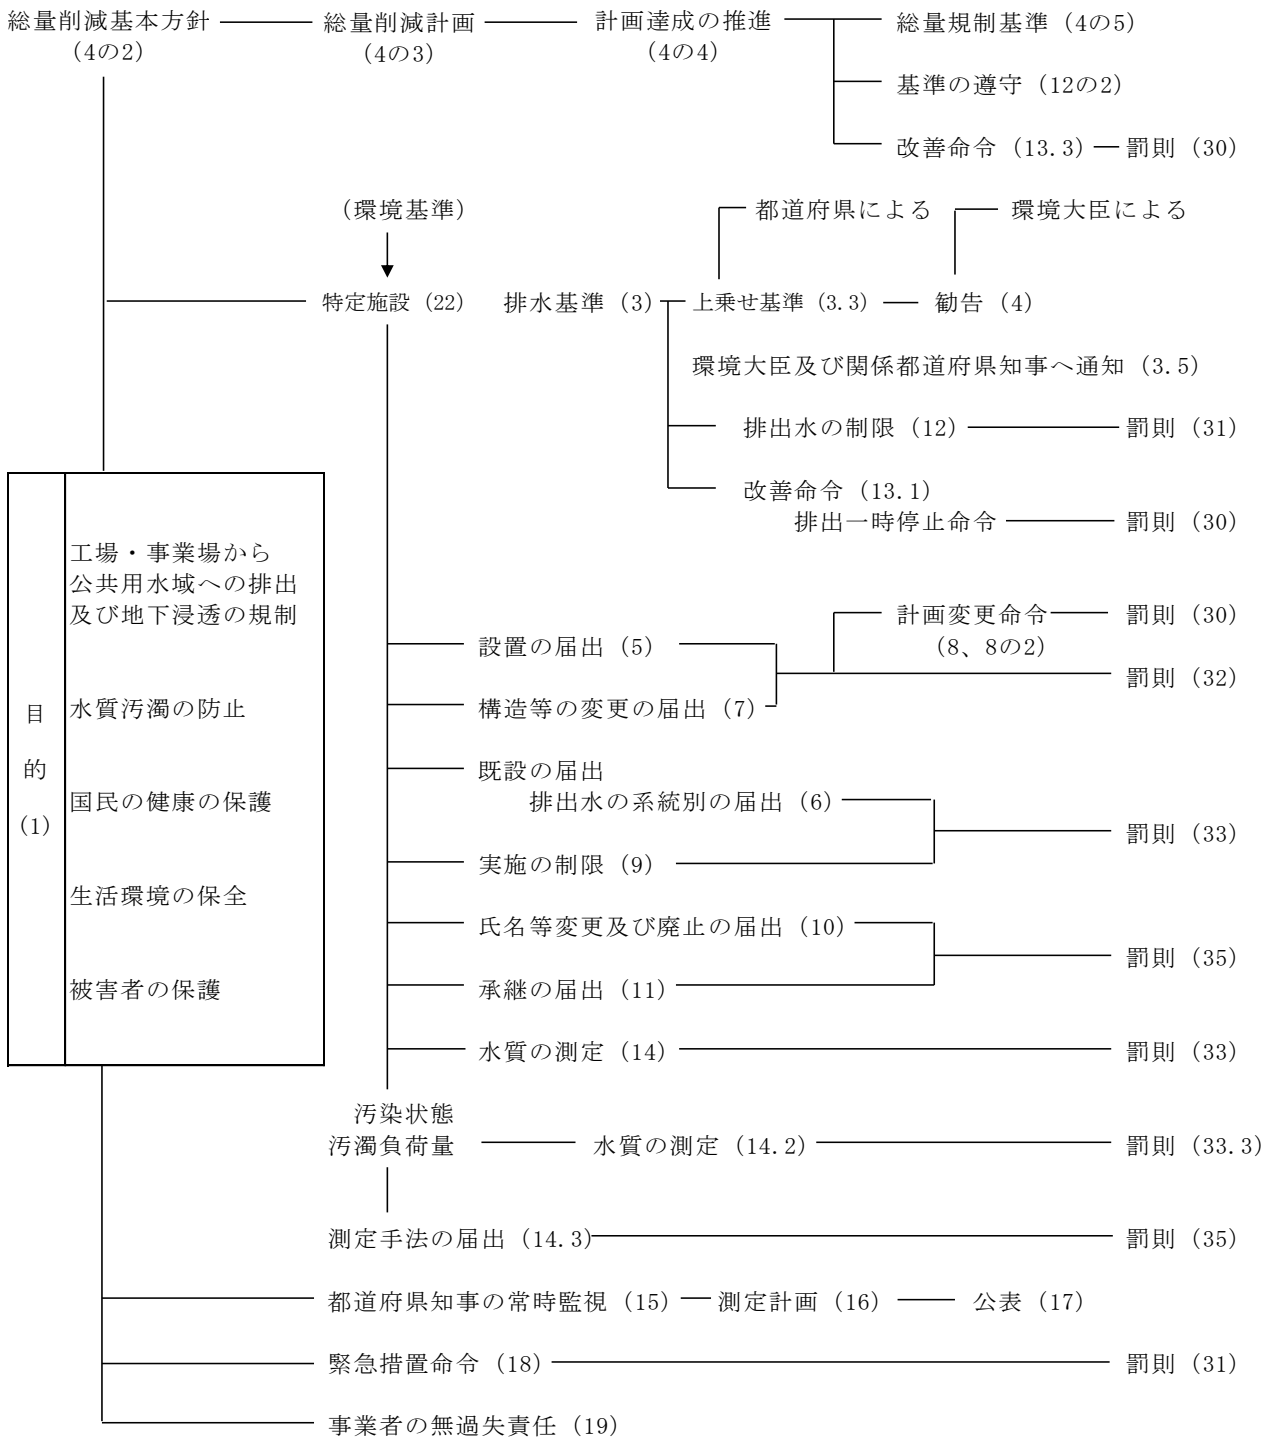 総量削減基本方針 総量削減計画 計画達成の推進 総量規制基準（4の5）
（4の2） （4の3） （4の4）
基準の遵守（12の2）
改善命令（13.3） 罰則（30）
（環境基準） 都道府県による 環境大臣による
特定施設（22） 排水基準（3） 上乗せ基準（3.3） 勧告（4）
環境大臣及び関係都道府県知事へ通知（3.5）
排出水の制限（12） 罰則（31）
改善命令（13.1）
排出一時停止命令 罰則（30）
目的（1）
工場・事業場から
公共用水域への排出
及び地下浸透の規制
水質汚濁の防止
国民の健康の保護
生活環境の保全
被害者の保護
計画変更命令 罰則（30）
（8、8の2）
設置の届出（5）
罰則（32）
構造等の変更の届出（7）
既設の届出
排出水の系統別の届出（6）
罰則（33）
実施の制限（9）
氏名等変更及び廃止の届出（10）
罰則（35）
承継の届出（11）
水質の測定（14） 罰則（33）
汚染状態
汚濁負荷量 水質の測定（14.2） 罰則（33.3）
測定手法の届出（14.3） 罰則（35）
都道府県知事の常時監視（15） 測定計画（16） 公表（17）
緊急措置命令（18） 罰則（31）
事業者の無過失責任（19）